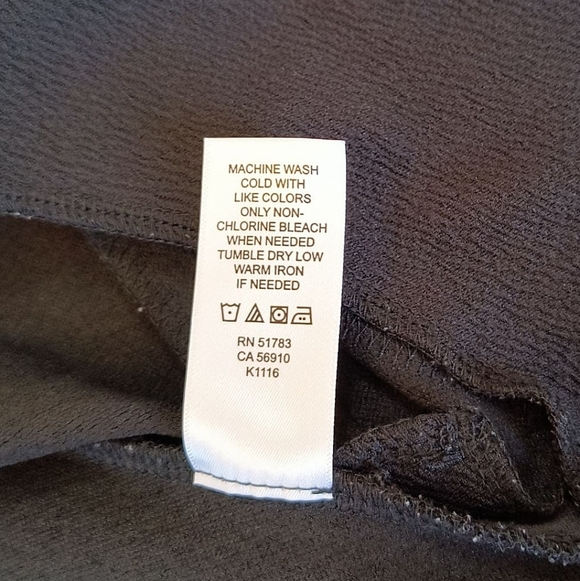 MACHINE WASH
COLD WITH
LIKE COLORS
ONLY NON-
CHLORINE BLEACH
WHEN NEEDED
TUMBLE DRY LOW
WARM IRON
IF NEEDED
RN 51783
CA 56910
K1116